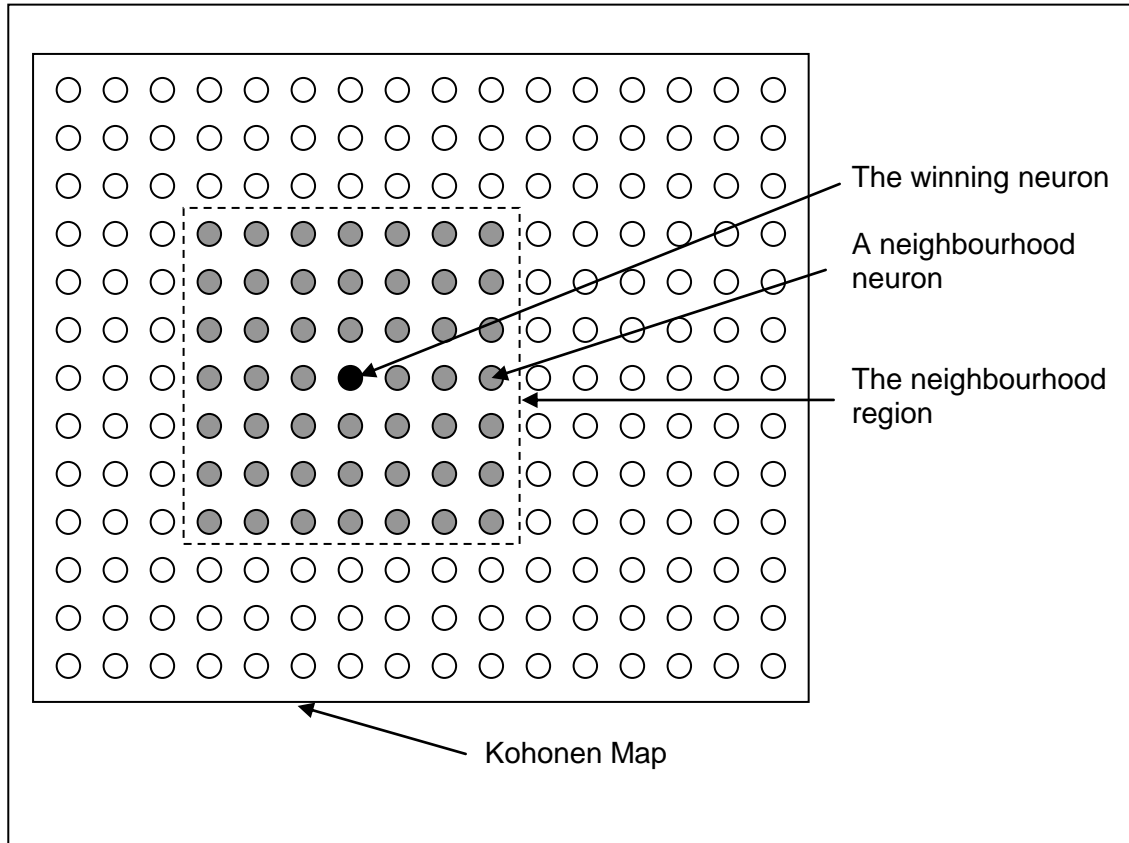 The winning neuron
A neighbourhood
neuron
The neighbourhood
region
Kohonen Map